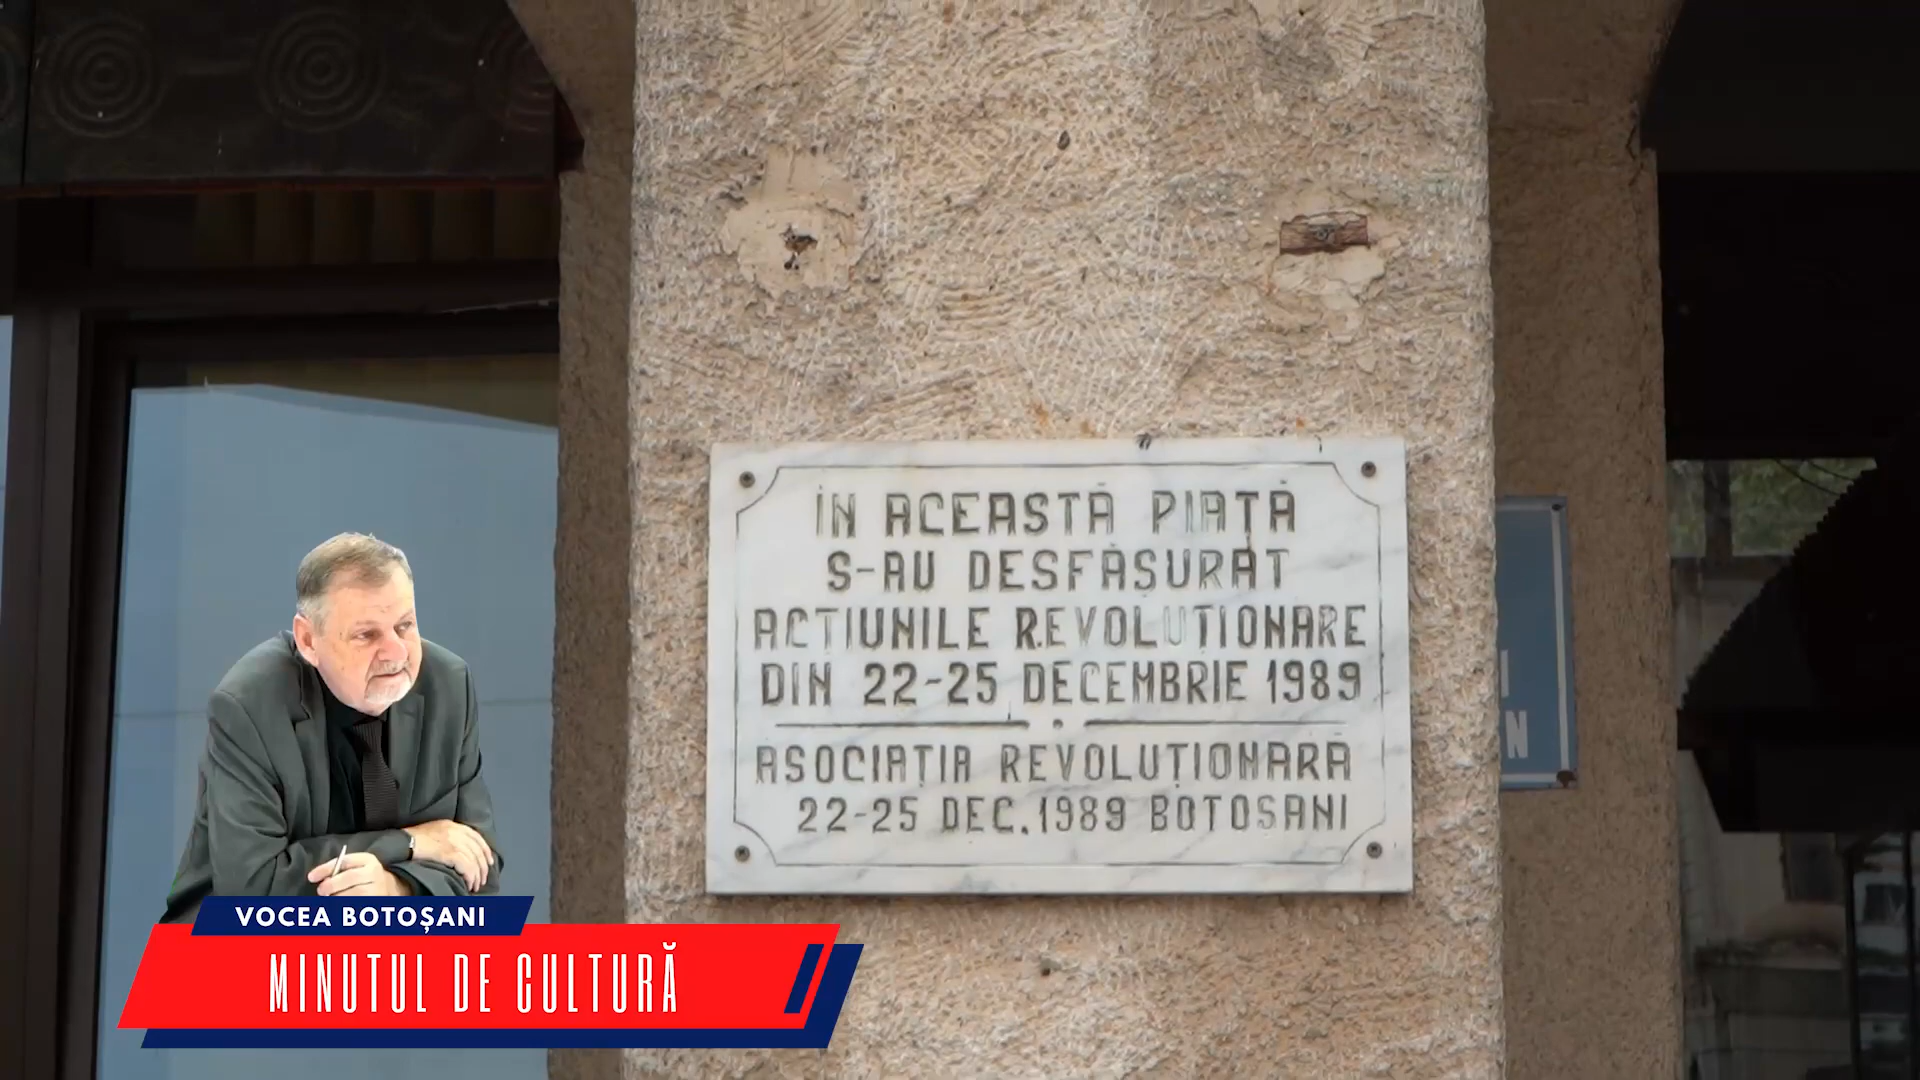 ÎN ACEASTĂ PIAȚĂ
S-AU DESFĂȘURAT
ACȚIUNILE REVOLUȚIONARE
DIN 22-25 DECEMBRIE 1989
ASOCIAȚIA REVOLUȚIONARĂ
22-25 DEC. 1989 BOTOSANI
VOCEA BOTOȘANI
MINUTUL DE CULTURĂ